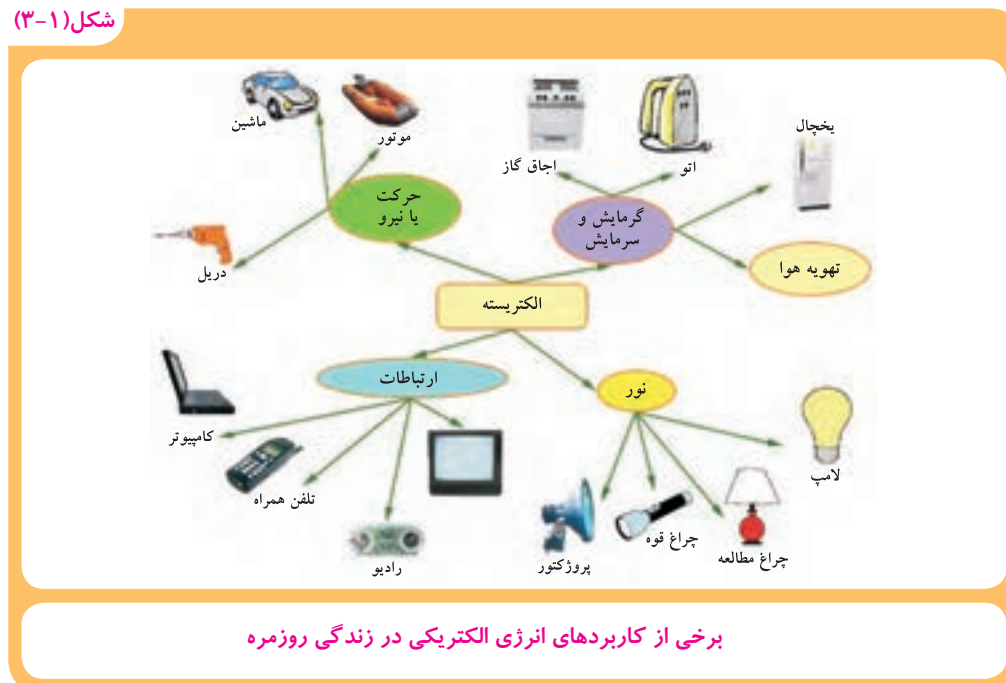 شکل(۱-۳)
ماشین
موتور
دریل
حرکت
یا نیرو
اجاق گاز
اتو
یخچال
گرمایش و
سرمایش
تهویه هوا
الکتریسته
ارتباطات
کامپیوتر
تلفن همراه
رادیو
نور
لامپ
چراغ مطالعه
چراغ قوه
پروژکتور
برخی از کاربردهای انرژی الکتریکی در زندگی روزمره